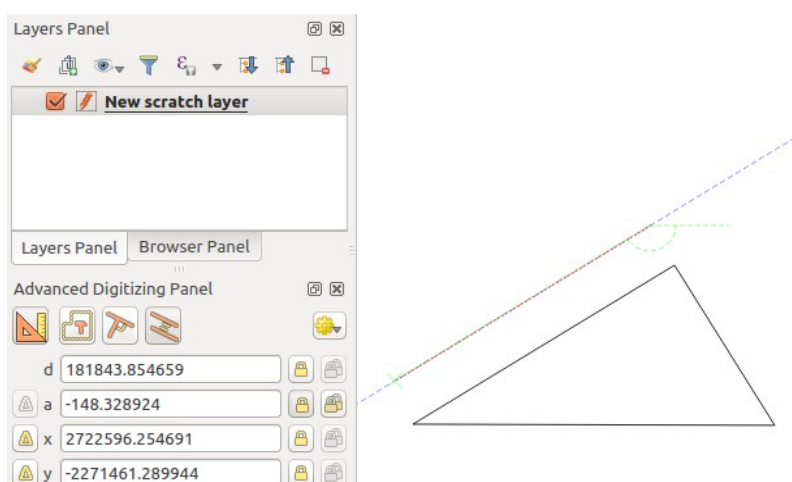 Layers Panel
New scratch layer
Layers Panel Browser Panel
Advanced Digitizing Panel
d 181843.854659
a -148.328924
x 2722596.254691
y -2271461.289944